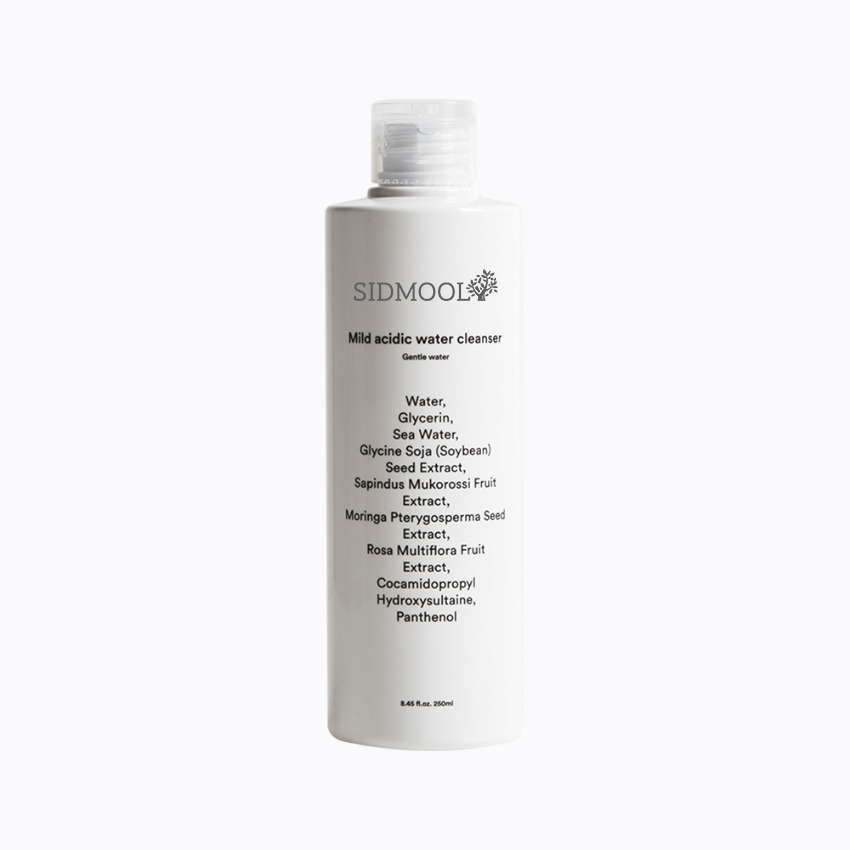 SIDMOOL
Mild acidic water cleanser
Gentle water
Water,
Glycerin,
Sea Water,
Glycine Soja (Soybean)
Seed Extract,
Sapindus Mukorossi Fruit
Extract,
Moringa Pterygosperma Seed
Extract,
Rosa Multiflora Fruit
Extract,
Cocamidopropyl
Hydroxysultaine,
Panthenol
8.45 fl.oz. 250ml